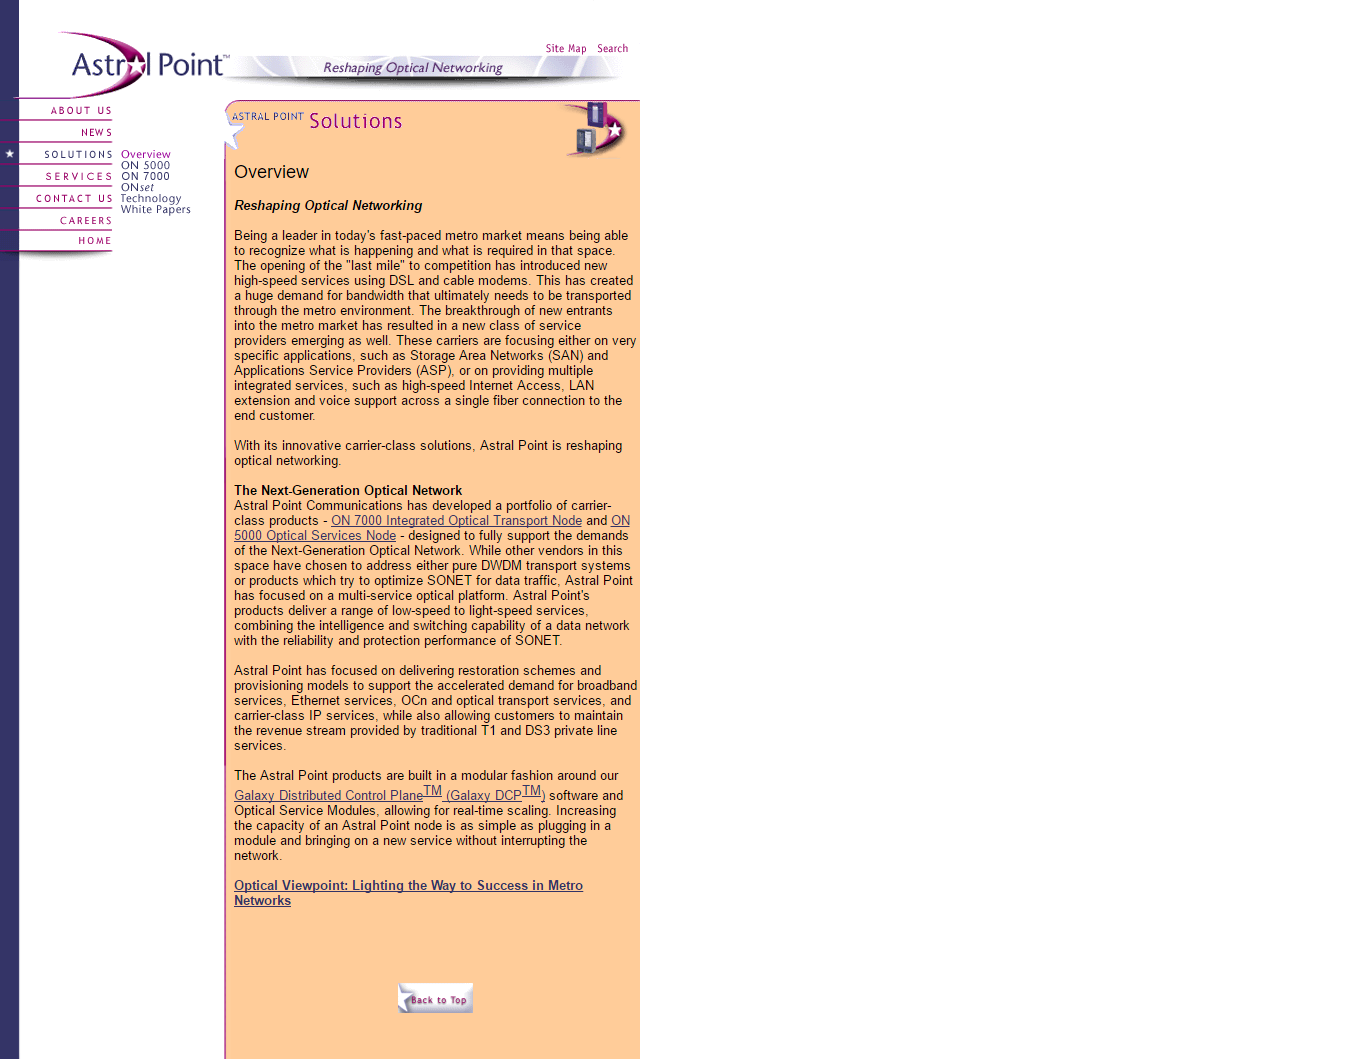 Astral Point™
Site Map Search
Reshaping Optical Networking
ABOUT US
NEWS
SOLUTIONS
SERVICES
CONTACT US
CAREERS
HOME
Overview
ON 5000
ON 7000
ONset
Technology
White Papers
ASTRAL POINT Solutions
Overview
Reshaping Optical Networking
Being a leader in today's fast-paced metro market means being able
to recognize what is happening and what is required in that space.
The opening of the "last mile" to competition has introduced new
high-speed services using DSL and cable modems. This has created
a huge demand for bandwidth that ultimately needs to be transported
through the metro environment. The breakthrough of new entrants
into the metro market has resulted in a new class of service
providers emerging as well. These carriers are focusing either on very
specific applications, such as Storage Area Networks (SAN) and
Applications Service Providers (ASP), or on providing multiple
integrated services, such as high-speed Internet Access, LAN
extension and voice support across a single fiber connection to the
end customer.
With its innovative carrier-class solutions, Astral Point is reshaping
optical networking.
The Next-Generation Optical Network
Astral Point Communications has developed a portfolio of carrier-
class products - ON 7000 Integrated Optical Transport Node and ON
5000 Optical Services Node - designed to fully support the demands
of the Next-Generation Optical Network. While other vendors in this
space have chosen to address either pure DWDM transport systems
or products which try to optimize SONET for data traffic, Astral Point
has focused on a multi-service optical platform. Astral Point's
products deliver a range of low-speed to light-speed services,
combining the intelligence and switching capability of a data network
with the reliability and protection performance of SONET.
Astral Point has focused on delivering restoration schemes and
provisioning models to support the accelerated demand for broadband
services, Ethernet services, OCn and optical transport services, and
carrier-class IP services, while also allowing customers to maintain
the revenue stream provided by traditional T1 and DS3 private line
services.
The Astral Point products are built in a modular fashion around our
Galaxy Distributed Control PlaneTM (Galaxy DCPTM) software and
Optical Service Modules, allowing for real-time scaling. Increasing
the capacity of an Astral Point node is as simple as plugging in a
module and bringing on a new service without interrupting the
network.
Optical Viewpoint: Lighting the Way to Success in Metro
Networks
Back to Top